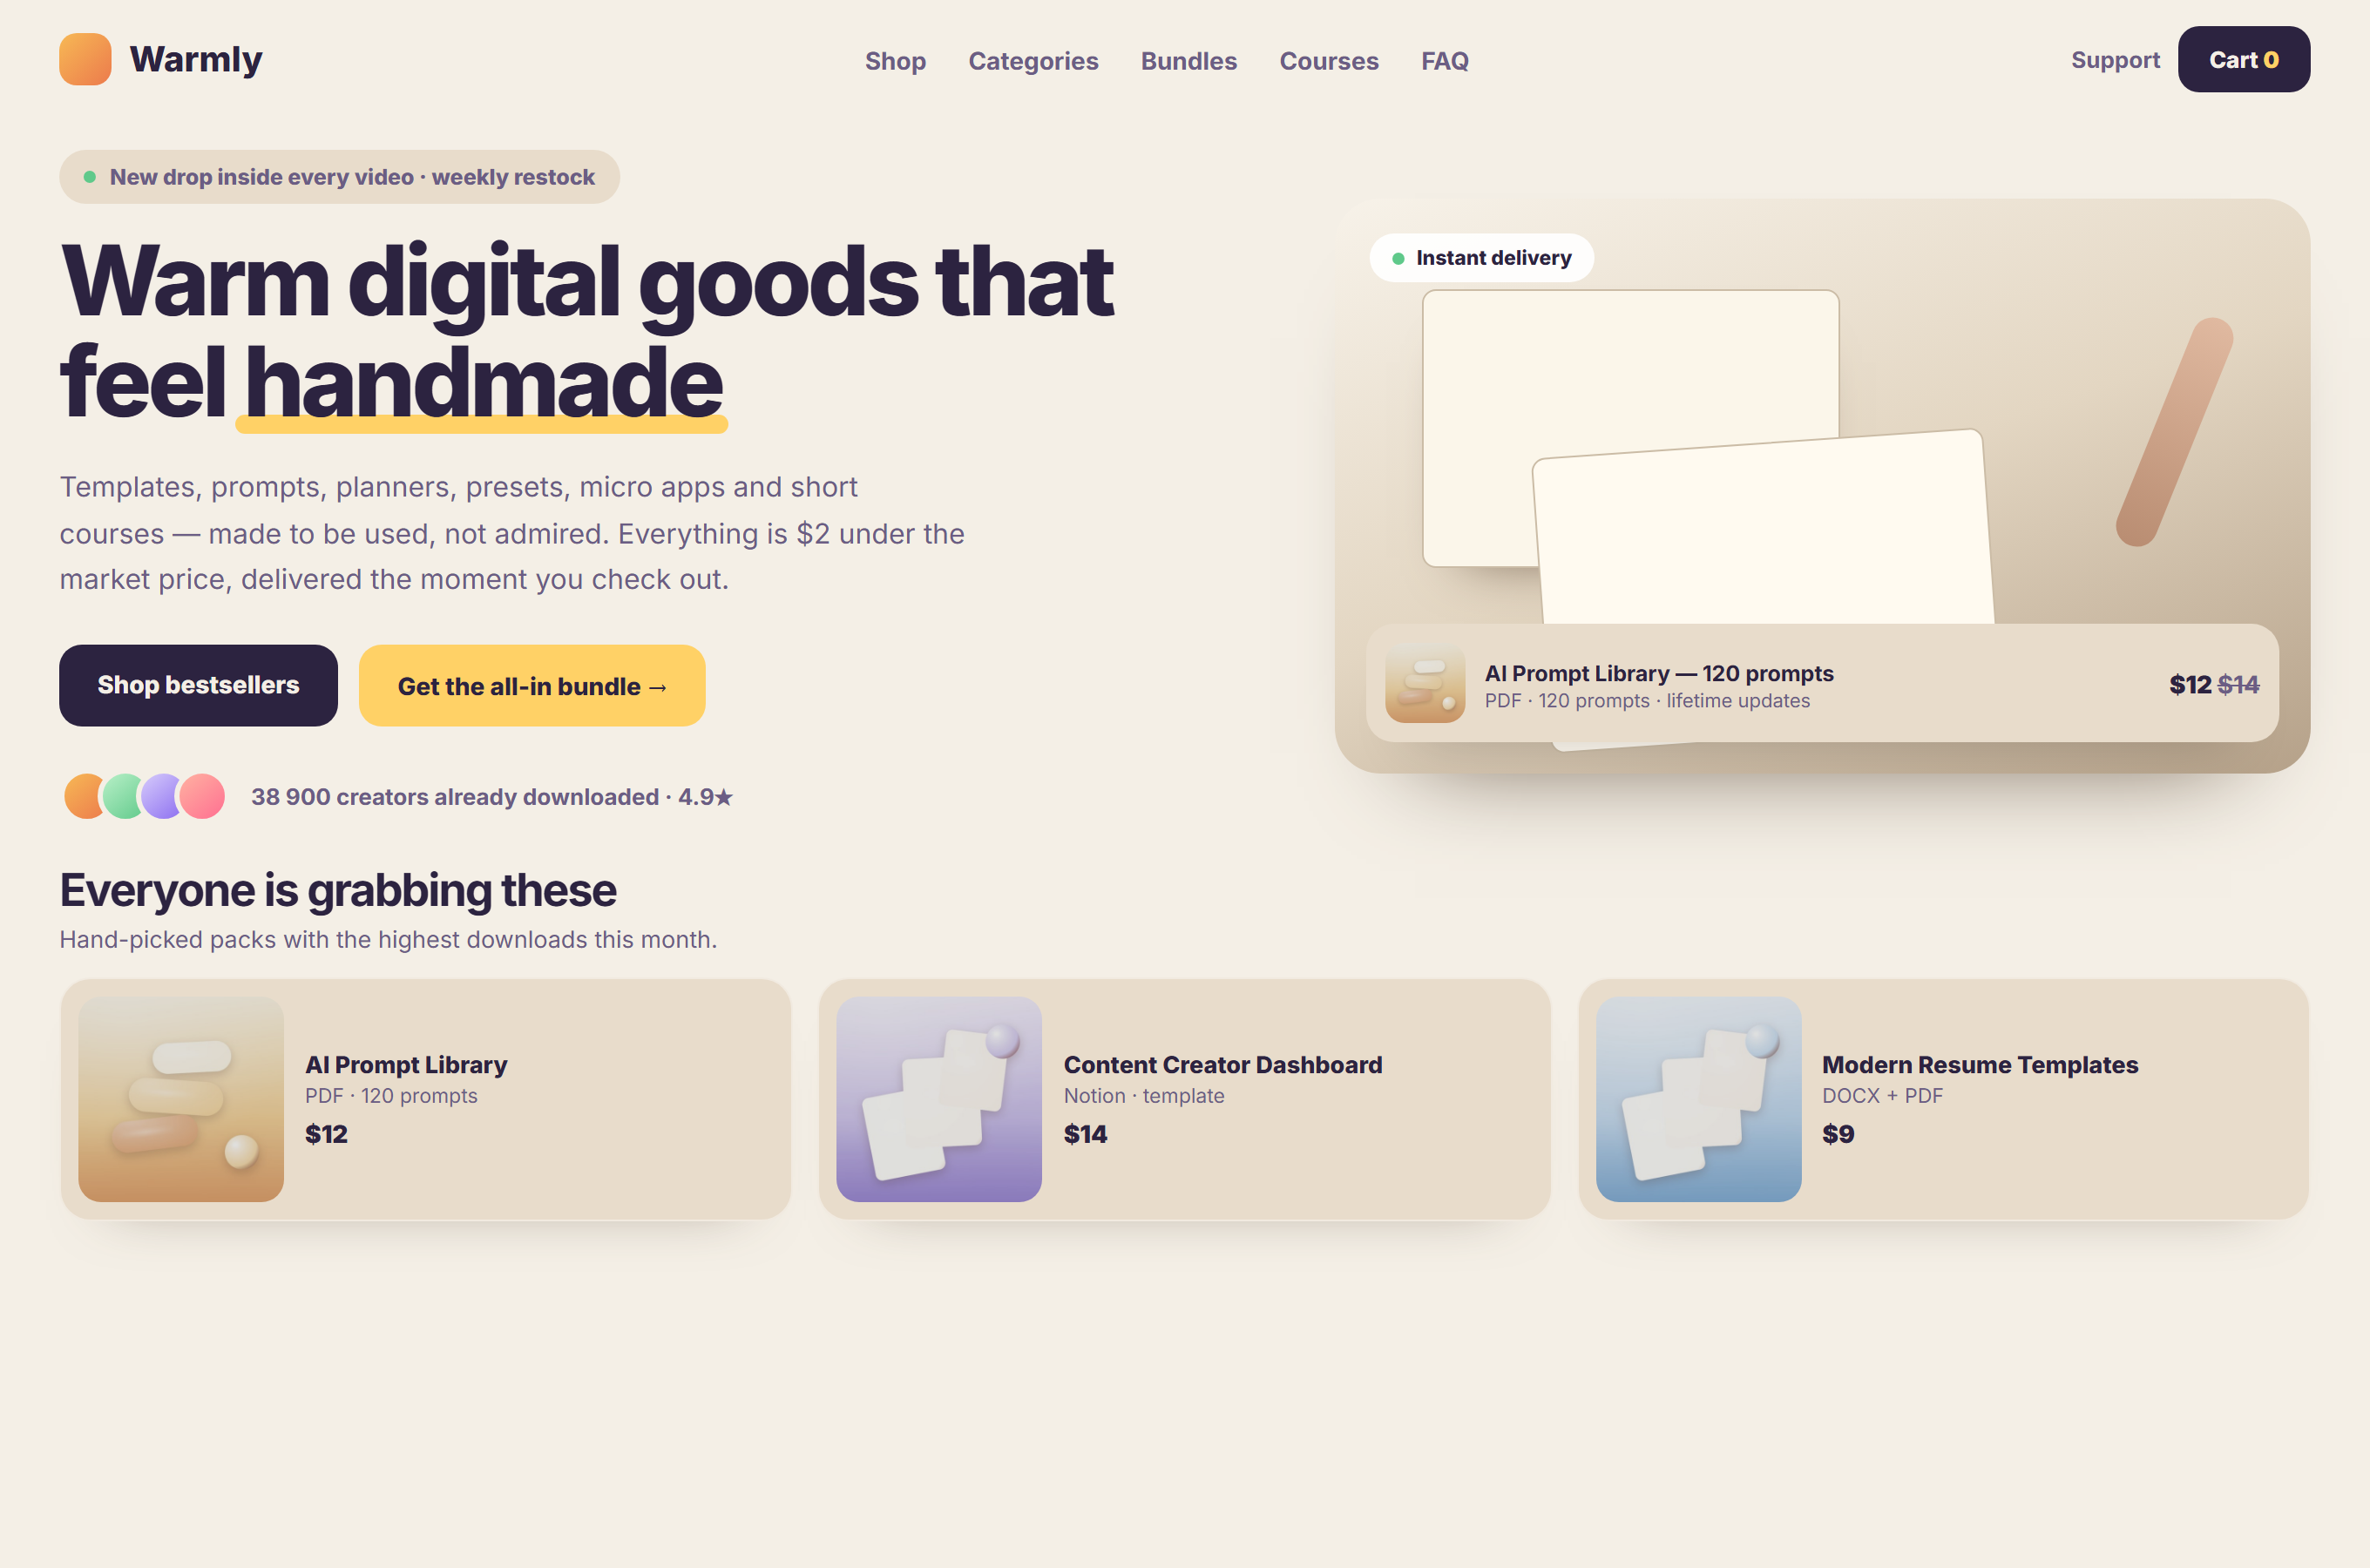 Warmly
Shop
Categories
Bundles
Courses
FAQ
Support
Cart 0
New drop inside every video · weekly restock
Warm digital goods that
feel handmade
Templates, prompts, planners, presets, micro apps and short
courses — made to be used, not admired. Everything is $2 under the
market price, delivered the moment you check out.
Shop bestsellers
Get the all-in bundle →
38 900 creators already downloaded · 4.9★
Instant delivery
AI Prompt Library — 120 prompts
PDF · 120 prompts · lifetime updates
$12 $14
Everyone is grabbing these
Hand-picked packs with the highest downloads this month.
AI Prompt Library
PDF · 120 prompts
$12
Content Creator Dashboard
Notion · template
$14
Modern Resume Templates
DOCX + PDF
$9